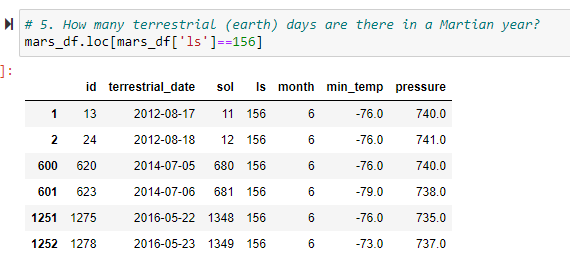 # 5. How many terrestrial (earth) days are there in a Martian year?
mars_df.loc[mars_df['ls']==156]
]:
id terrestrial_date sol ls month min_temp pressure
1 13 2012-08-17 11 156 6 -76.0 740.0
2 24 2012-08-18 12 156 6 -76.0 741.0
600 620 2014-07-05 680 156 6 -76.0 740.0
601 623 2014-07-06 681 156 6 -79.0 738.0
1251 1275 2016-05-22 1348 156 6 -76.0 735.0
1252 1278 2016-05-23 1349 156 6 -73.0 737.0